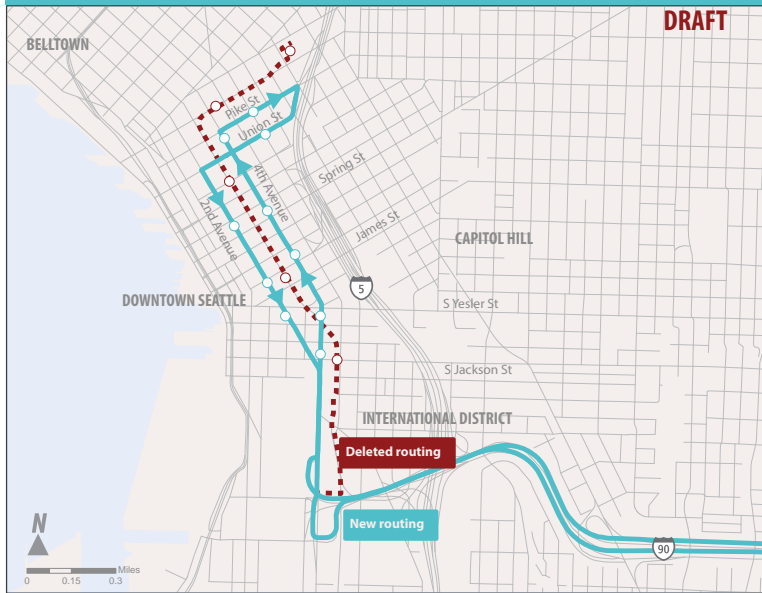 DRAFT
BELLTOWN
Pike St
Union St
Spring St
4th Avenue
2nd Avenue
James St
CAPITOL HILL
5
DOWNTOWN SEATTLE
S Yesler St
S Jackson St
INTERNATIONAL DISTRICT
Deleted routing
New routing
N
90
Miles
0 0.15 0.3